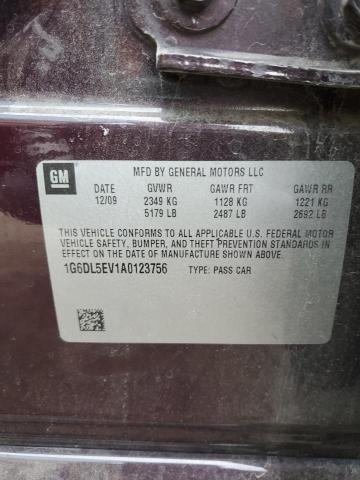 GM
MFD BY GENERAL MOTORS LLC
DATE GVWR GAWR FRT GAWR RR
12/09 2349 KG 1128 KG 1221 KG
5179 LB 2487 LB 2692 LB
THIS VEHICLE CONFORMS TO ALL APPLICABLE U.S. FEDERAL MOTOR
VEHICLE SAFETY, BUMPER, AND THEFT PREVENTION STANDARDS IN
EFFECT ON THE DATE OF MANUFACTURE SHOWN ABOVE.
1G6DL5EV1A0123756 TYPE: PASS CAR